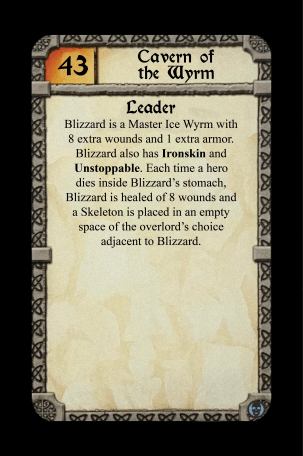 43
Cavern of
the Wyrm
Leader
Blizzard is a Master Ice Wyrm with
8 extra wounds and 1 extra armor.
Blizzard also has Ironskin and
Unstoppable. Each time a hero
dies inside Blizzard's stomach,
Blizzard is healed of 8 wounds and
a Skeleton is placed in an empty
space of the overlord's choice
adjacent to Blizzard.